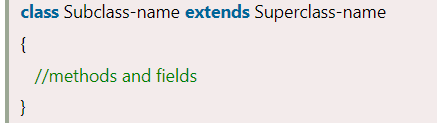 class Subclass-name extends Superclass-name
{
//methods and fields
}